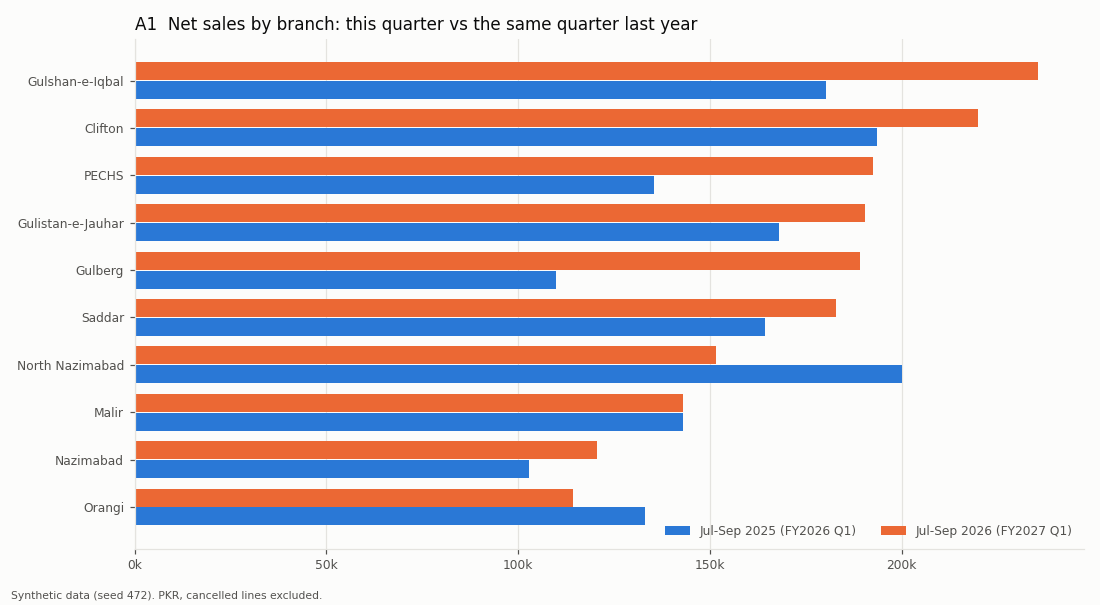 A1  Net sales by branch: this quarter vs the same quarter last year
Gulshan-e-Iqbal
Clifton
PECHS
Gulistan-e-Jauhar
Gulberg
Saddar
North Nazimabad
Malir
Nazimabad
Orangi
Jul-Sep 2025 (FY2026 Q1)
Jul-Sep 2026 (FY2027 Q1)
0k
50k
100k
150k
200k
Synthetic data (seed 472). PKR, cancelled lines excluded.